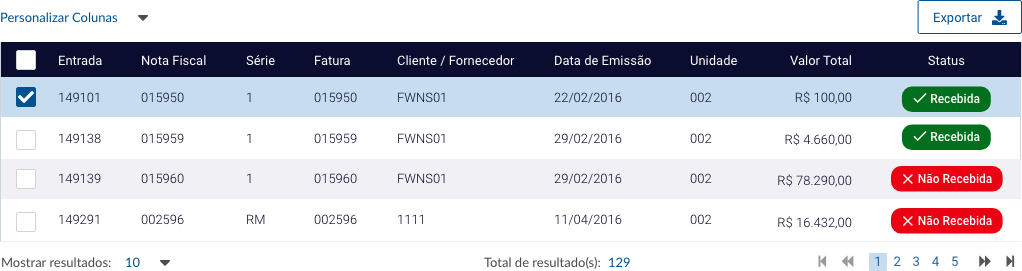 Personalizar Colunas Exportar
Entrada Nota Fiscal Série Fatura Cliente / Fornecedor Data de Emissão Unidade Valor Total Status
149101 015950 1 015950 FWNS01 22/02/2016 002 R$ 100,00 Recebida
149138 015959 1 015959 FWNS01 29/02/2016 002 R$ 4.660,00 Recebida
149139 015960 1 015960 FWNS01 29/02/2016 002 R$ 78.290,00 Não Recebida
149291 002596 RM 002596 1111 11/04/2016 002 R$ 16.432,00 Não Recebida
Mostrar resultados: 10 Total de resultado(s): 129 1 2 3 4 5